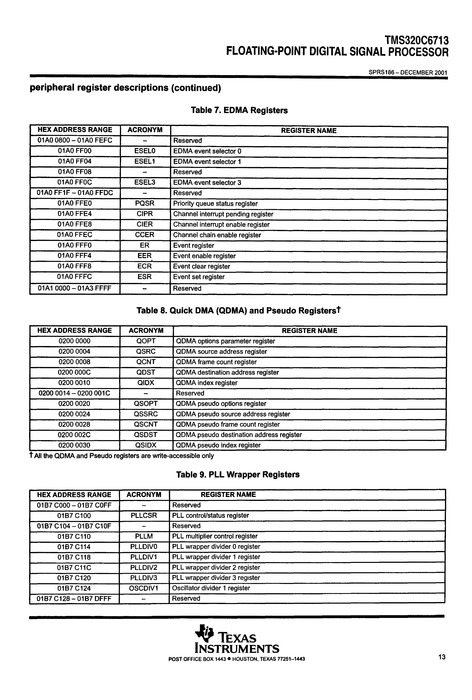 TMS320C6713
FLOATING-POINT DIGITAL SIGNAL PROCESSOR
SPRS186 – DECEMBER 2001
peripheral register descriptions (continued)
Table 7. EDMA Registers
HEX ADDRESS RANGE ACRONYM REGISTER NAME
01A0 0800 – 01A0 FEFC – Reserved
01A0 FF00 ESEL0 EDMA event selector 0
01A0 FF04 ESEL1 EDMA event selector 1
01A0 FF08 – Reserved
01A0 FF0C ESEL3 EDMA event selector 3
01A0 FF1F – 01A0 FFDC – Reserved
01A0 FFE0 PQSR Priority queue status register
01A0 FFE4 CIPR Channel interrupt pending register
01A0 FFE8 CIER Channel interrupt enable register
01A0 FFEC CCER Channel chain enable register
01A0 FFF0 ER Event register
01A0 FFF4 EER Event enable register
01A0 FFF8 ECR Event clear register
01A0 FFFC ESR Event set register
01A1 0000 – 01A3 FFFF – Reserved
Table 8. Quick DMA (QDMA) and Pseudo Registers†
HEX ADDRESS RANGE ACRONYM REGISTER NAME
0200 0000 QOPT QDMA options parameter register
0200 0004 QSRC QDMA source address register
0200 0008 QCNT QDMA frame count register
0200 000C QDST QDMA destination address register
0200 0010 QIDX QDMA index register
0200 0014 – 0200 001C – Reserved
0200 0020 QSOPT QDMA pseudo options register
0200 0024 QSSRC QDMA pseudo source address register
0200 0028 QSCNT QDMA pseudo frame count register
0200 002C QSDST QDMA pseudo destination address register
0200 0030 QSIDX QDMA pseudo index register
† All the QDMA and Pseudo registers are write-accessible only
Table 9. PLL Wrapper Registers
HEX ADDRESS RANGE ACRONYM REGISTER NAME
01B7 C000 – 01B7 C0FF – Reserved
01B7 C100 PLLCSR PLL control/status register
01B7 C104 – 01B7 C10F – Reserved
01B7 C110 PLLM PLL multiplier control register
01B7 C114 PLLDIV0 PLL wrapper divider 0 register
01B7 C118 PLLDIV1 PLL wrapper divider 1 register
01B7 C11C PLLDIV2 PLL wrapper divider 2 register
01B7 C120 PLLDIV3 PLL wrapper divider 3 register
01B7 C124 OSCDIV1 Oscillator divider 1 register
01B7 C128 – 01B7 DFFF – Reserved
TEXAS
INSTRUMENTS
POST OFFICE BOX 1443 • HOUSTON, TEXAS 77251–1443
13